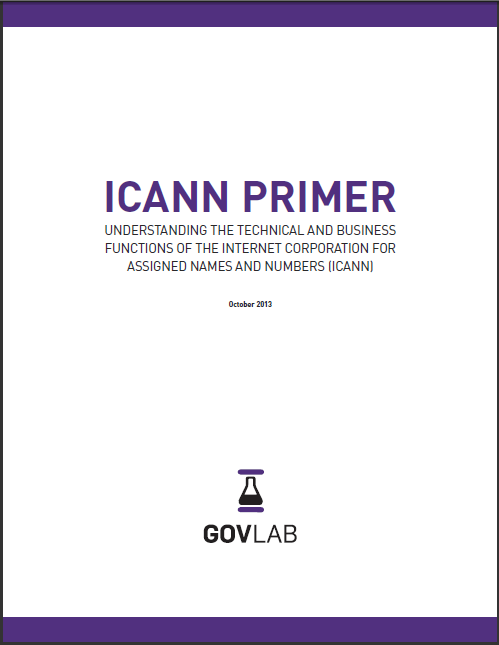 ICANN PRIMER
UNDERSTANDING THE TECHNICAL AND BUSINESS
FUNCTIONS OF THE INTERNET CORPORATION FOR
ASSIGNED NAMES AND NUMBERS (ICANN)
October 2013
GOVLAB